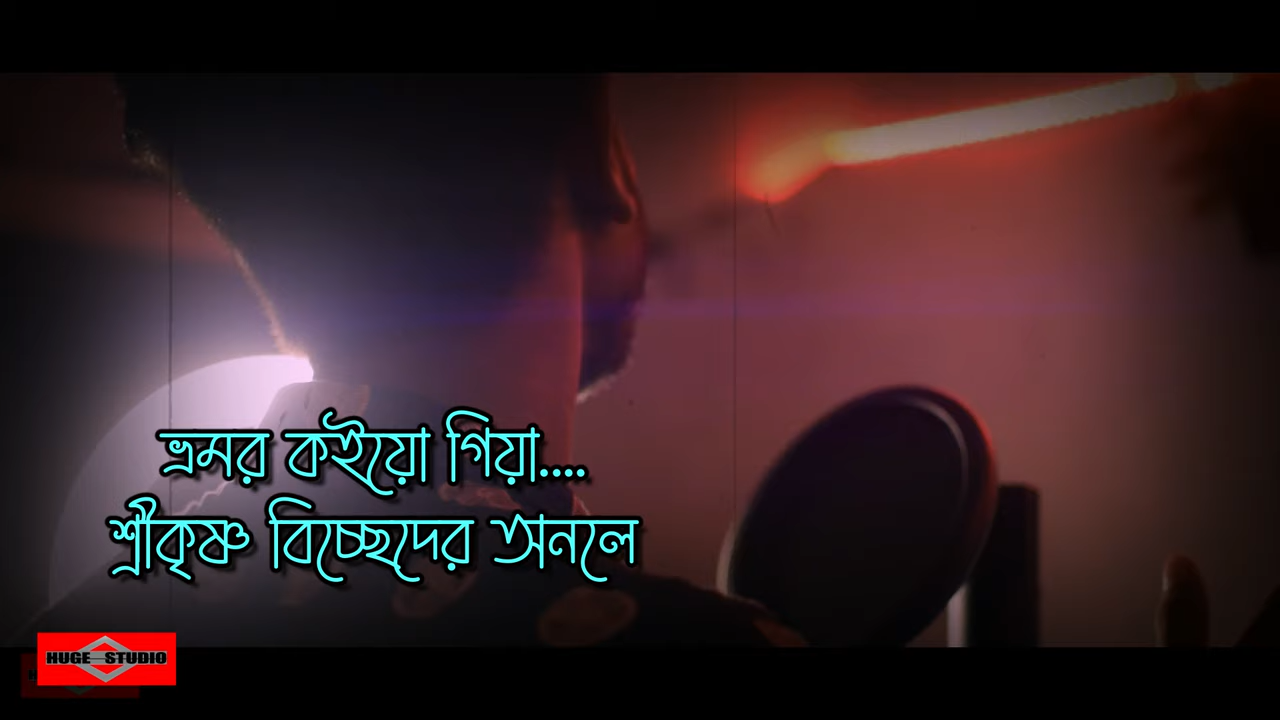 ভ্রমর কইয়ো গিয়া....
শ্রীকৃষ্ণ বিচ্ছেদের অনলে
HUGE STUDIO